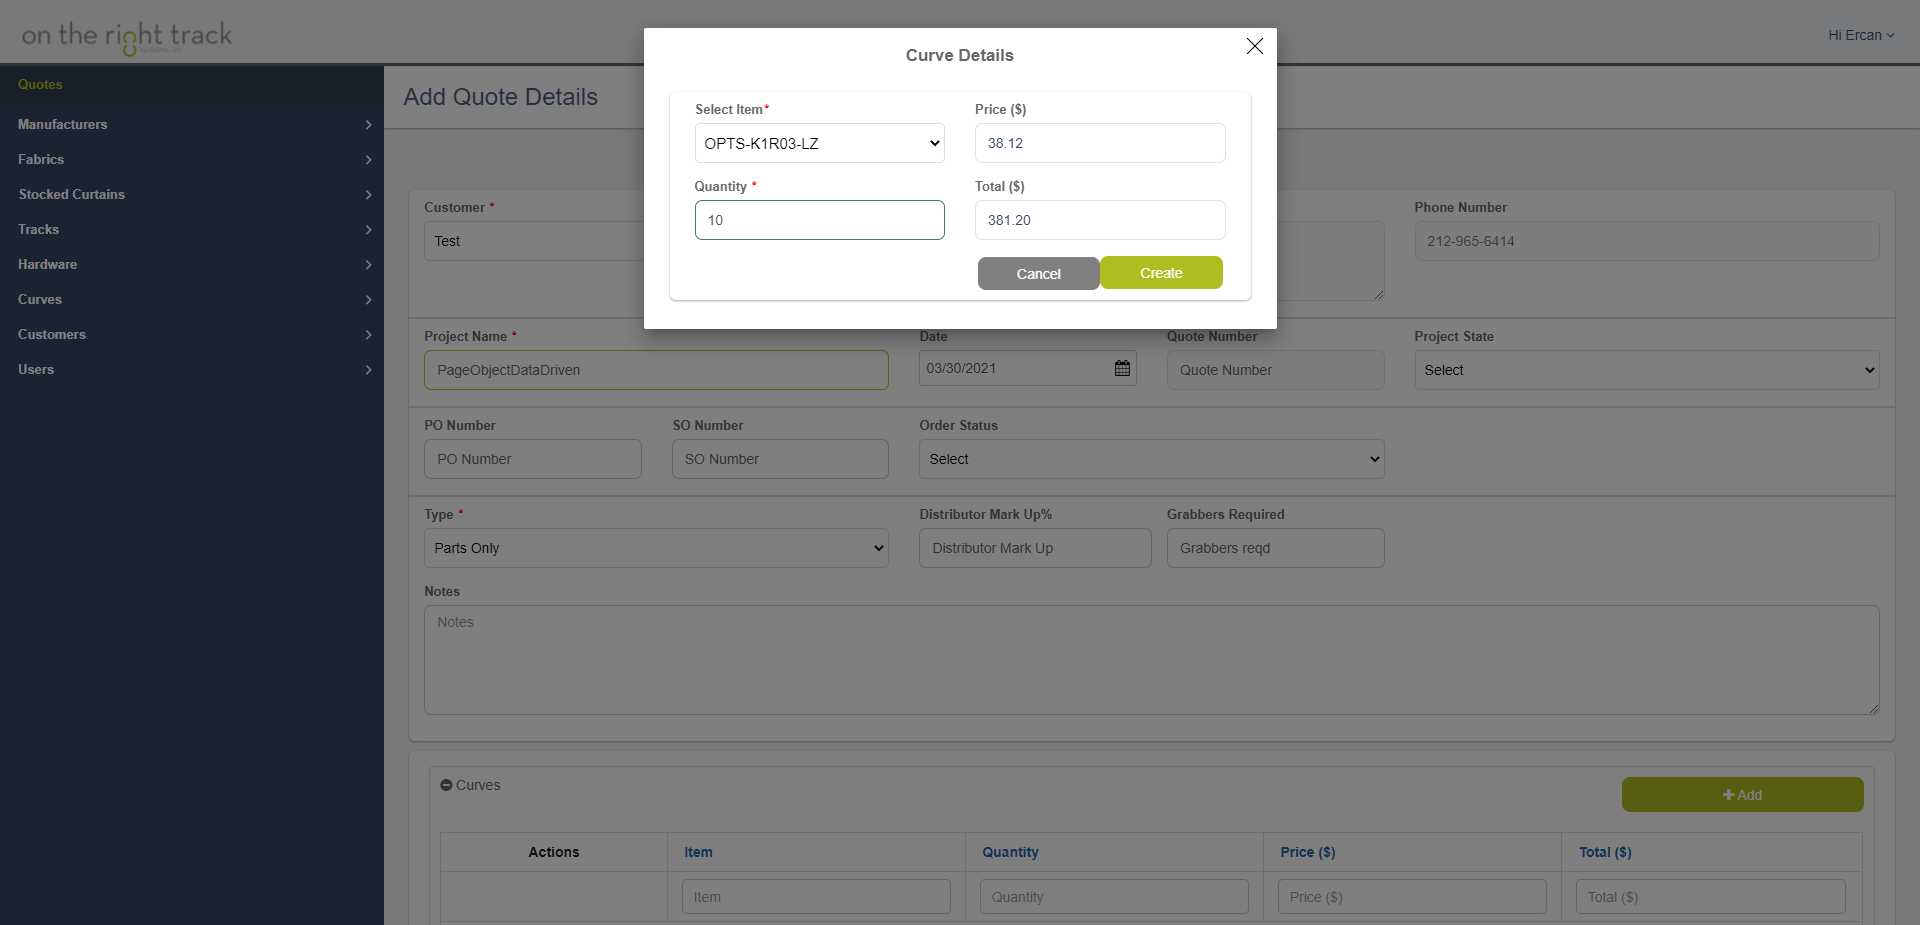 on the right track
systems, inc
Hi Ercan
Curve Details
Select Item*
Price ($)
OPTS-K1R03-LZ
38.12
Quantity *
Total ($)
10
381.20
Cancel
Create
Quotes
Manufacturers
Fabrics
Stocked Curtains
Tracks
Hardware
Curves
Customers
Users
Add Quote Details
Customer *
Phone Number
Test
212-965-6414
Project Name *
Date
Quote Number
Project State
PageObjectDataDriven
03/30/2021
Quote Number
Select
PO Number
SO Number
Order Status
PO Number
SO Number
Select
Type *
Distributor Mark Up%
Grabbers Required
Parts Only
Distributor Mark Up
Grabbers reqd
Notes
Notes
Curves
Add
Actions
Item
Quantity
Price ($)
Total ($)
Item
Quantity
Price ($)
Total ($)